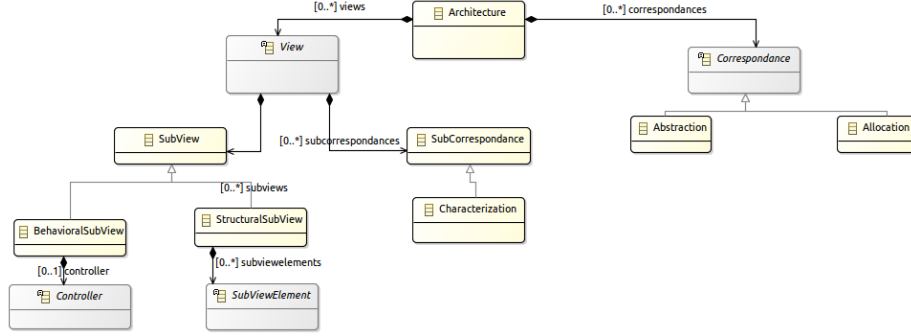 [0..*] views
Architecture
[0..*] correspondances
View
Correspondance
SubView
[0..*] subcorrespondances
SubCorrespondance
Abstraction
Allocation
[0..*] subviews
BehavioralSubView
StructuralSubView
Characterization
[0..1] controller
[0..*] subviewelements
Controller
SubViewElement